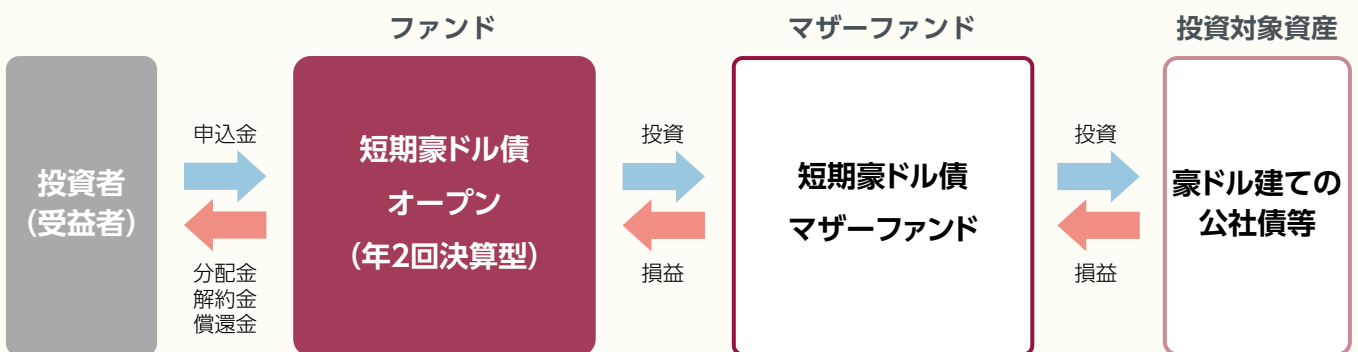 ファンド
マザーファンド
投資対象資産
投資者
(受益者)
申込金
分配金
解約金
償還金
短期豪ドル債
オープン
(年2回決算型)
投資
損益
短期豪ドル債
マザーファンド
投資
損益
豪ドル建ての
公社債等